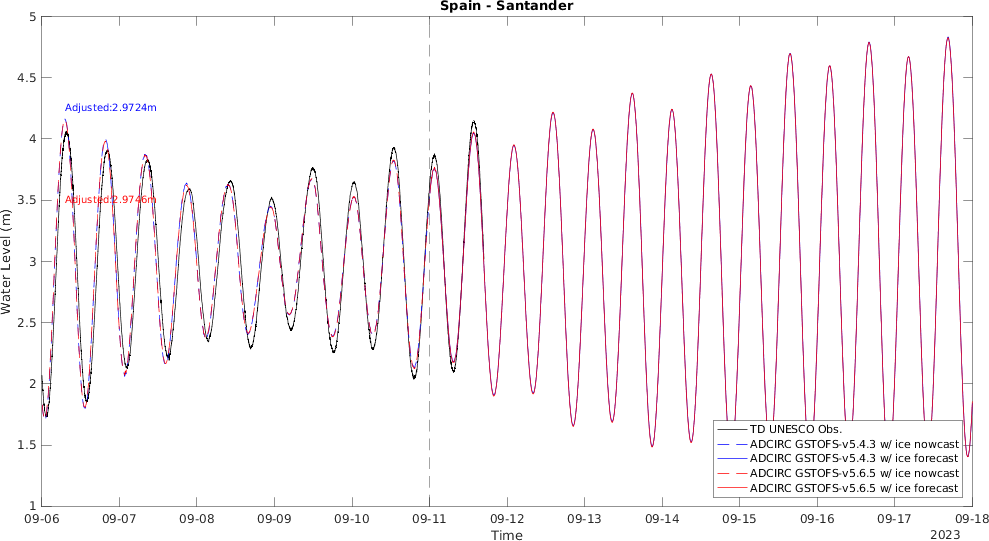 Spain - Santander
5
4.5
4
3.5
3
2.5
2
1.5
1
Water Level (m)
Adjusted:2.9724m
Adjusted:2.9746m
TD UNESCO Obs.
ADCIRC GSTOFS-v5.4.3 w/ ice nowcast
ADCIRC GSTOFS-v5.4.3 w/ ice forecast
ADCIRC GSTOFS-v5.6.5 w/ ice nowcast
ADCIRC GSTOFS-v5.6.5 w/ ice forecast
09-06 09-07 09-08 09-09 09-10 09-11 09-12 09-13 09-14 09-15 09-16 09-17 09-18
Time
2023